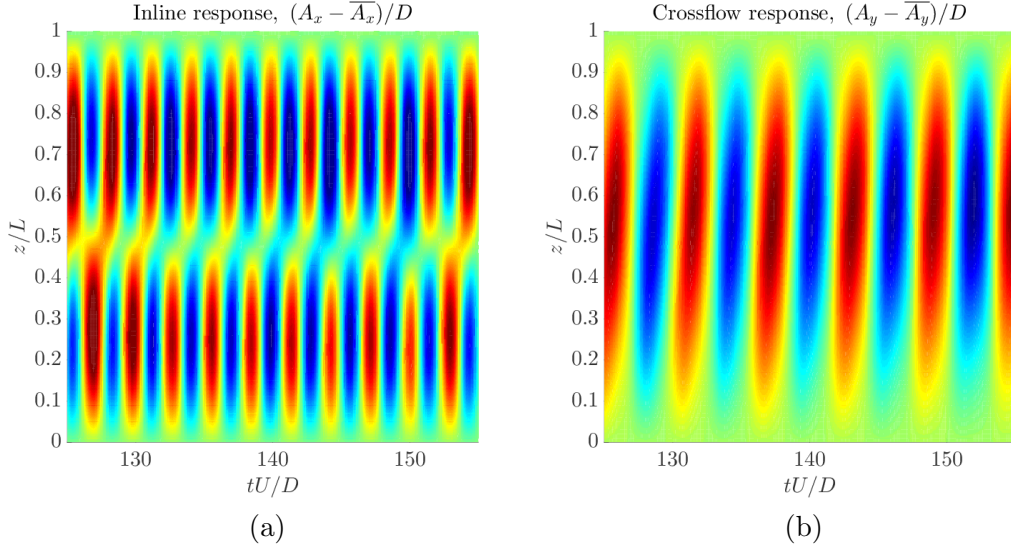 Inline response, (A_x − \overline{A_x})/D
1
0.9
0.8
0.7
0.6
z/L
0.5
0.4
0.3
0.2
0.1
0
130 140 150
tU/D
(a)
Crossflow response, (A_y − \overline{A_y})/D
1
0.9
0.8
0.7
0.6
z/L
0.5
0.4
0.3
0.2
0.1
0
130 140 150
tU/D
(b)